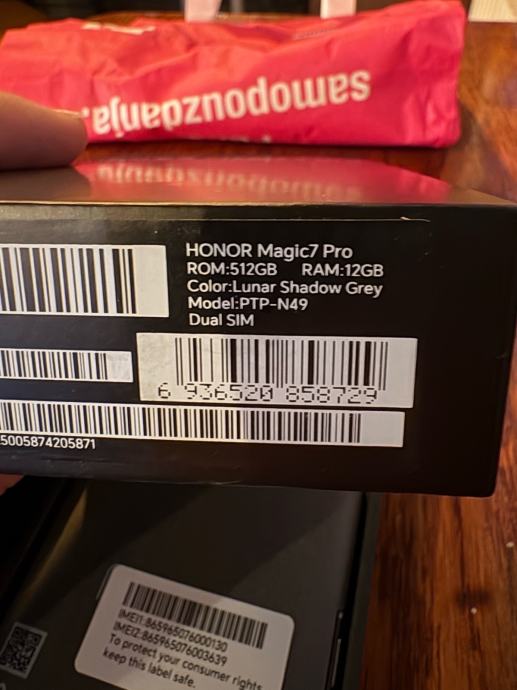 samopouzdanja.
HONOR Magic7 Pro
ROM:512GB RAM:12GB
Color:Lunar Shadow Grey
Model:PTP-N49
Dual SIM
6 936520 858729
5005874205871
IMEI1:865965076000130
IMEI2:865965076003639
To protect your consumer rights,
keep this label safe.